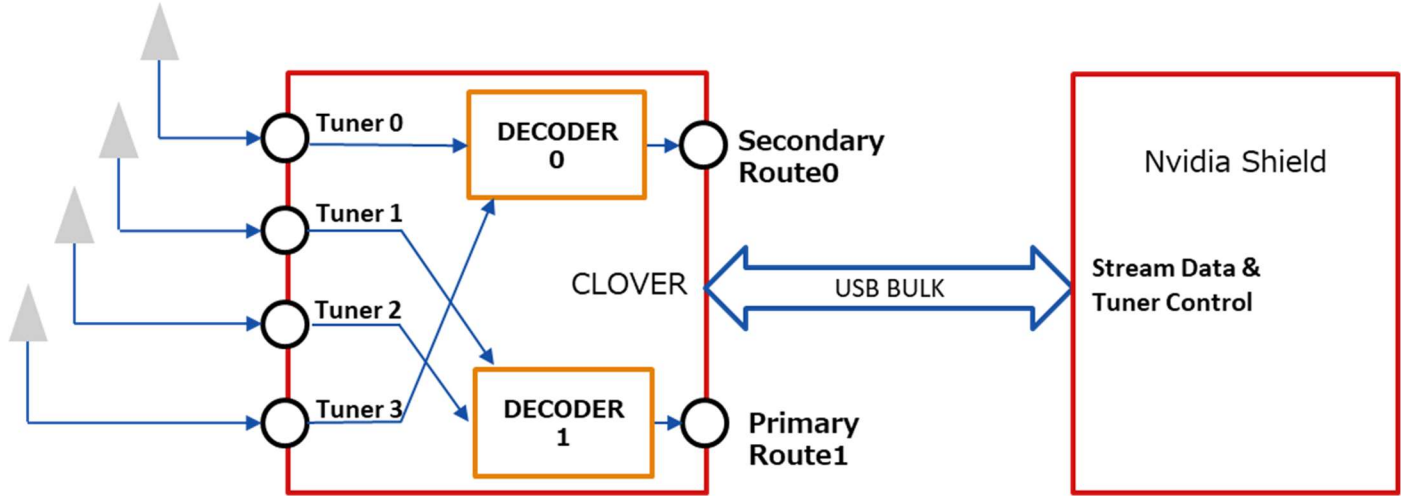 Tuner 0
DECODER
0
Secondary
Route0
Nvidia Shield
Tuner 1
CLOVER
USB BULK
Stream Data &
Tuner Control
Tuner 2
Tuner 3
DECODER
1
Primary
Route1